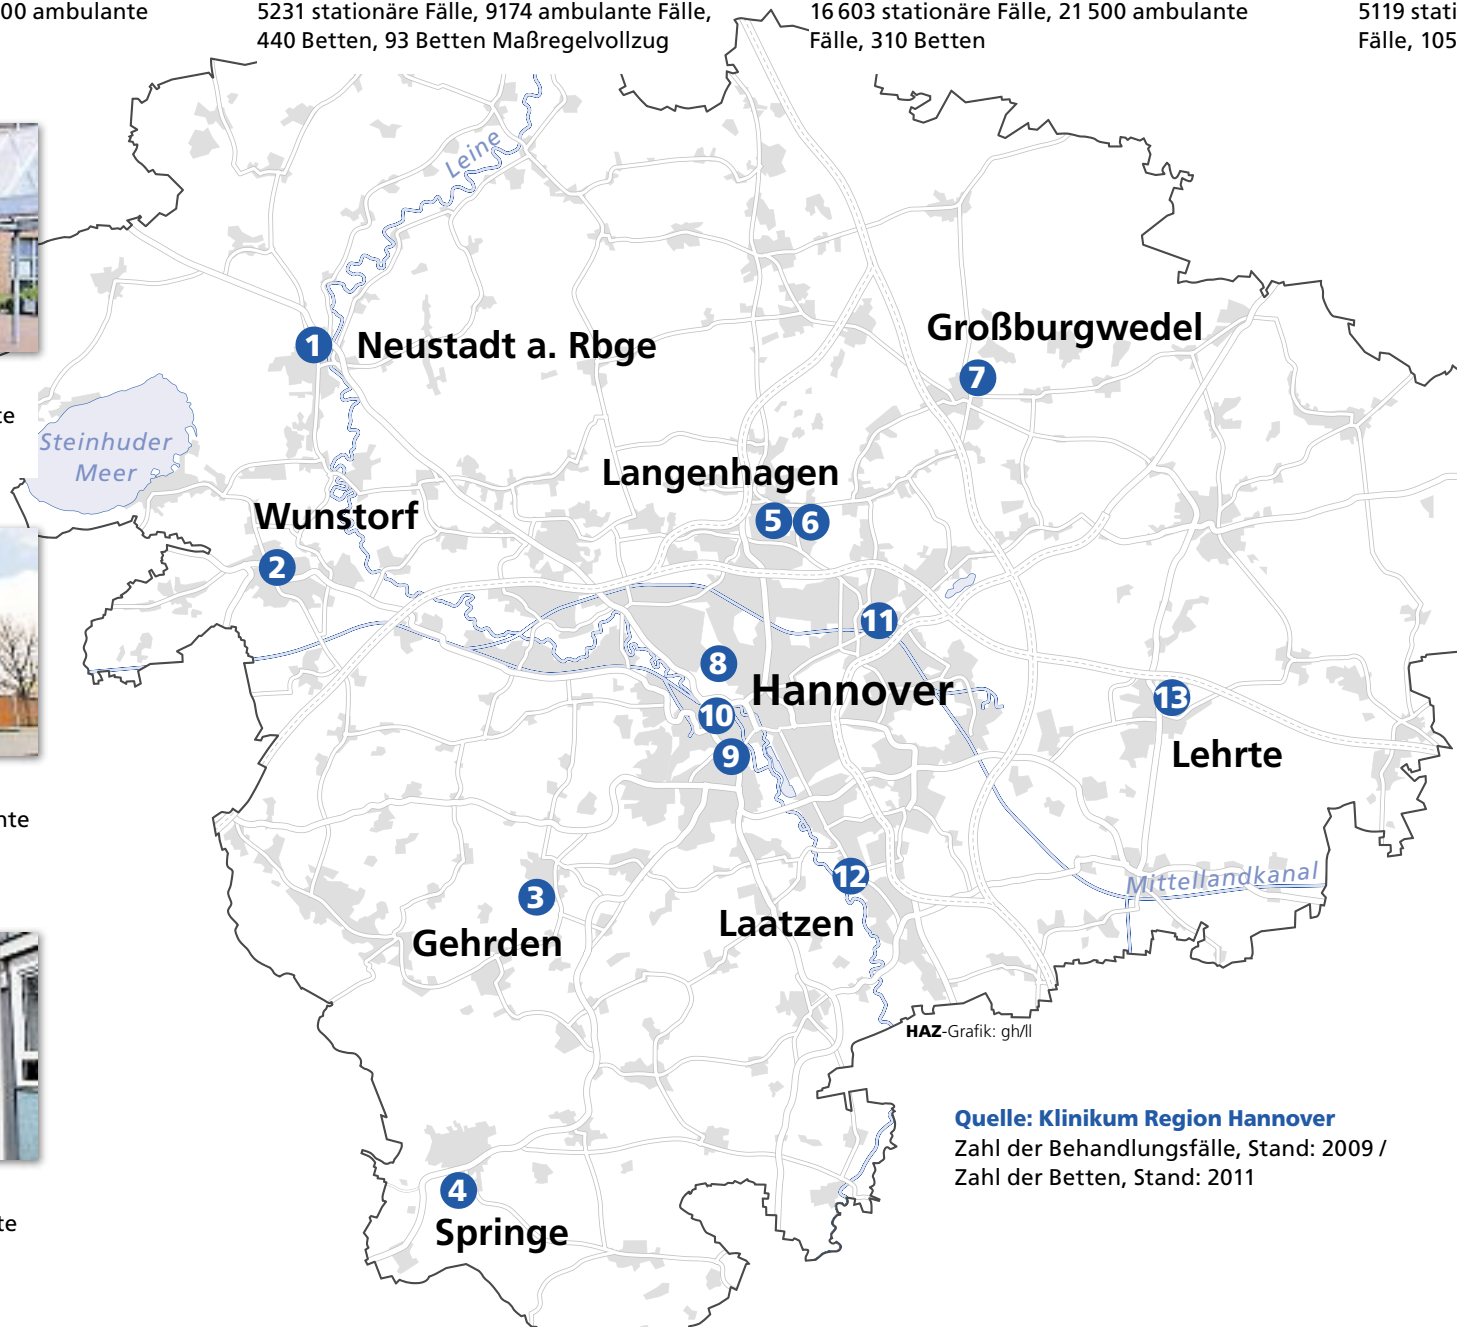 00 ambulante
5231 stationäre Fälle, 9174 ambulante Fälle,
440 Betten, 93 Betten Maßregelvollzug
16 603 stationäre Fälle, 21 500 ambulante
Fälle, 310 Betten
5119 stati
Fälle, 105
Leine
Großburgwedel
1
Neustadt a. Rbge
7
te
Steinhuder
Meer
Langenhagen
Wunstorf
5
6
2
11
8
Hannover
13
10
9
Lehrte
nte
12
Mittellandkanal
3
Laatzen
Gehrden
HAZ-Grafik: gh/ll
Quelle: Klinikum Region Hannover
Zahl der Behandlungsfälle, Stand: 2009 /
Zahl der Betten, Stand: 2011
4
te
Springe